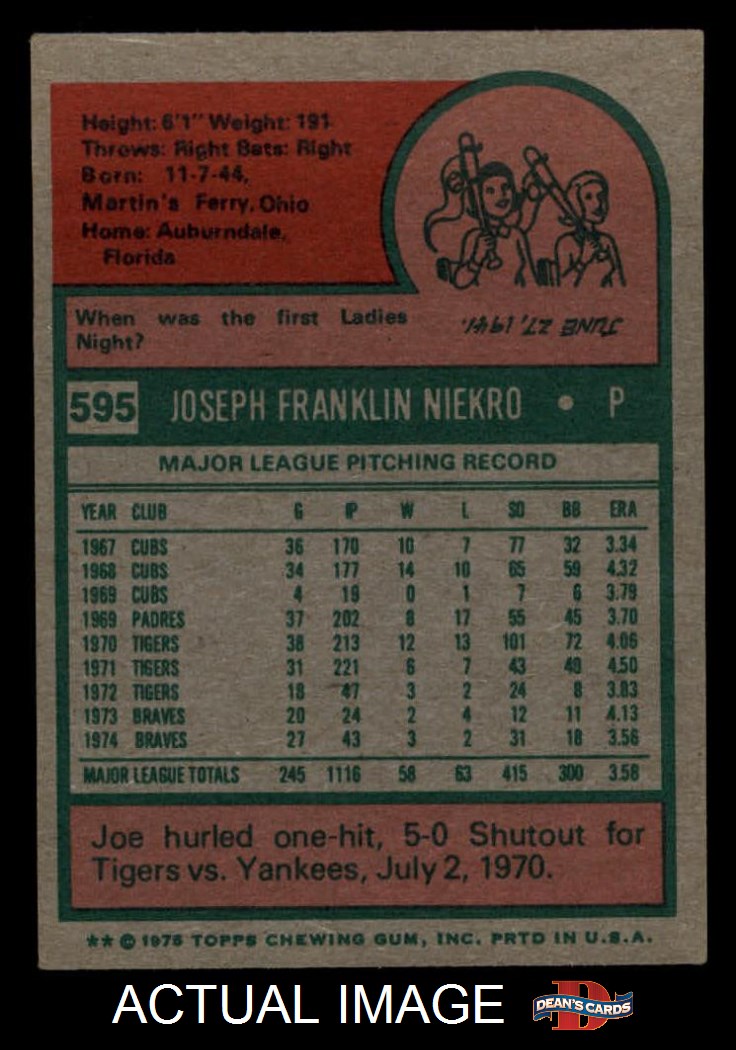 Height: 6'1" Weight: 191
Throws: Right Bats: Right
Born: 11-7-44,
Martin's Ferry, Ohio
Home: Auburndale,
Florida
When was the first Ladies
Night?
JUNE 27, 1941.
595 JOSEPH FRANKLIN NIEKRO • P
MAJOR LEAGUE PITCHING RECORD
YEAR CLUB G IP W L SO BB ERA
1967 CUBS 36 170 10 7 77 32 3.34
1968 CUBS 34 177 14 10 65 59 4.32
1969 CUBS 4 19 0 1 7 6 3.79
1969 PADRES 37 202 8 17 55 45 3.70
1970 TIGERS 38 213 12 13 101 72 4.06
1971 TIGERS 31 221 6 7 43 49 4.50
1972 TIGERS 18 47 3 2 24 8 3.83
1973 BRAVES 20 24 2 4 12 11 4.13
1974 BRAVES 27 43 3 2 31 18 3.56
MAJOR LEAGUE TOTALS 245 1116 58 63 415 300 3.58
Joe hurled one-hit, 5-0 Shutout for
Tigers vs. Yankees, July 2, 1970.
** © 1975 TOPPS CHEWING GUM, INC. PRTD IN U.S.A.
ACTUAL IMAGE DEAN'S CARDS